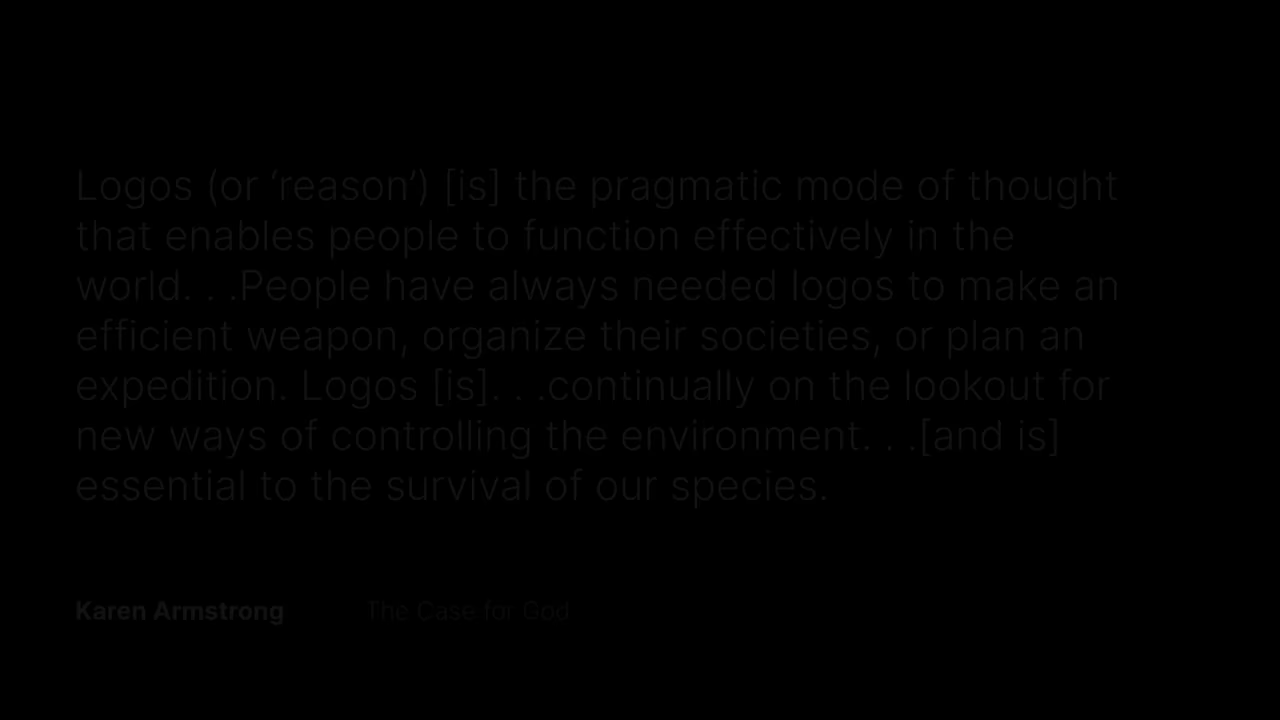 Logos (or ‘reason’) [is] the pragmatic mode of thought
that enables people to function effectively in the
world. . .People have always needed logos to make an
efficient weapon, organize their societies, or plan an
expedition. Logos [is]. . .continually on the lookout for
new ways of controlling the environment. . .[and is]
essential to the survival of our species.
Karen Armstrong The Case for God